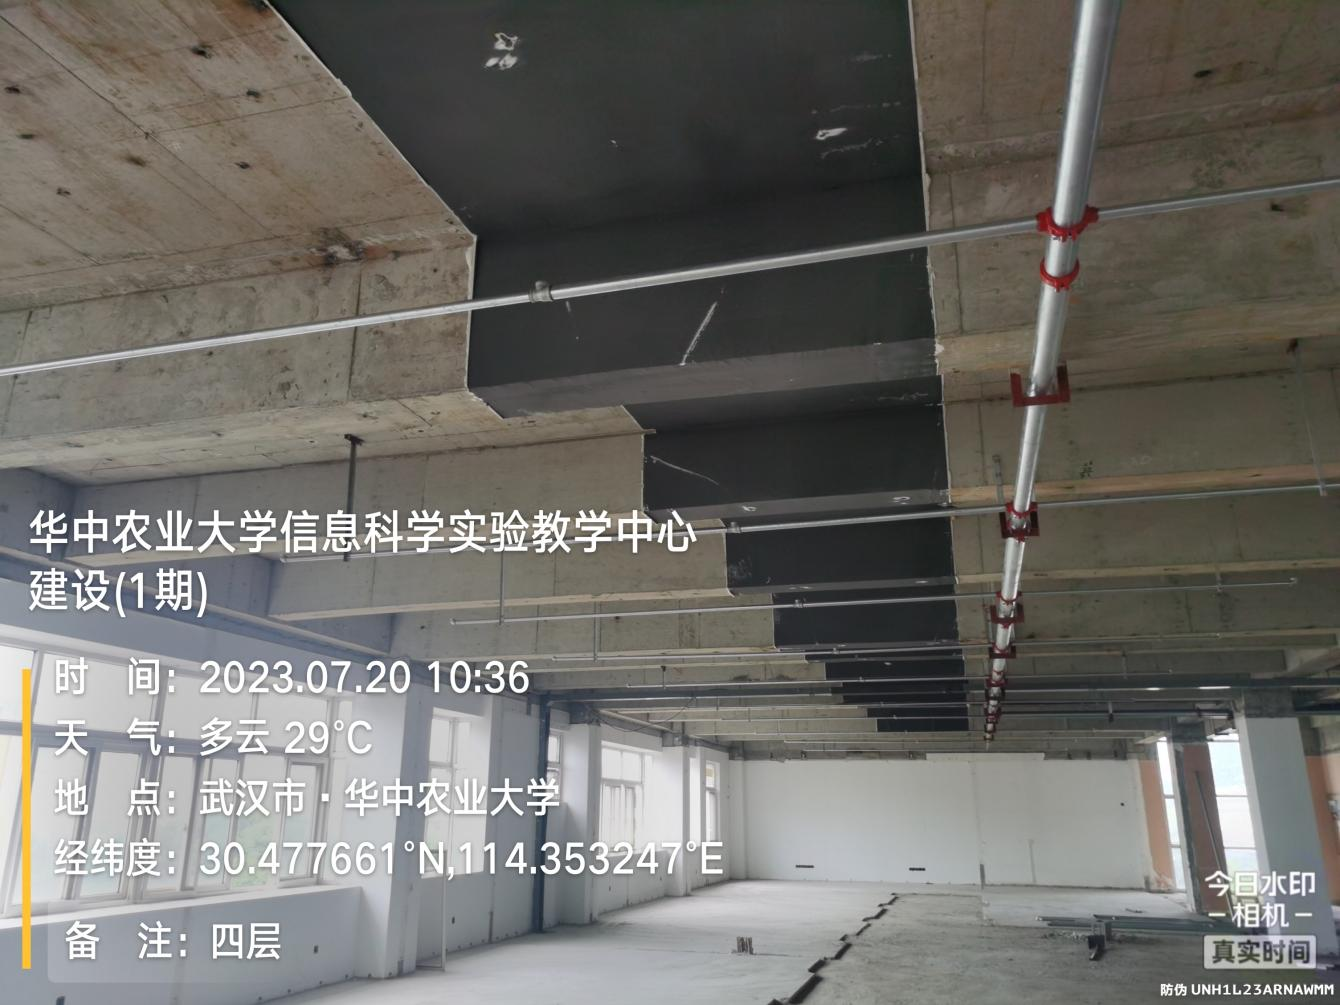 华中农业大学信息科学实验教学中心
建设(1期)
时 间：2023.07.20 10:36
天 气：多云 29°C
地 点：武汉市·华中农业大学
经纬度：30.477661°N,114.353247°E
备 注：四层
今日水印
-相机-
真实时间
防伪 UNH1L23ARNAWMM